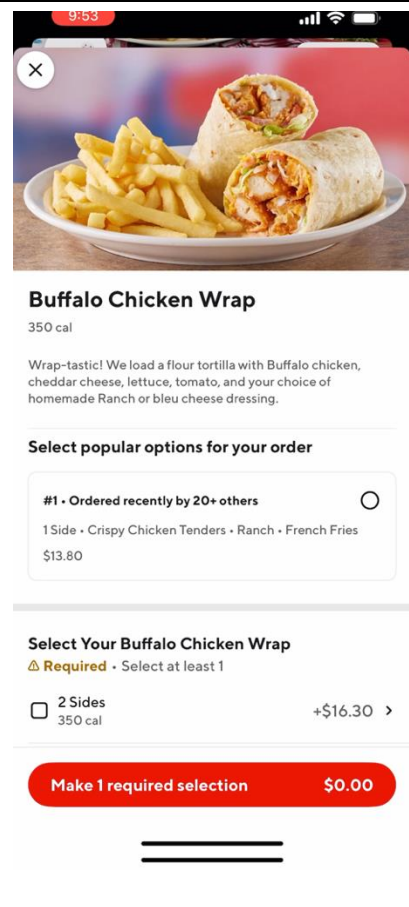 9:53
Buffalo Chicken Wrap
350 cal
Wrap-tastic! We load a flour tortilla with Buffalo chicken,
cheddar cheese, lettuce, tomato, and your choice of
homemade Ranch or bleu cheese dressing.
Select popular options for your order
#1 • Ordered recently by 20+ others
1 Side • Crispy Chicken Tenders • Ranch • French Fries
$13.80
Select Your Buffalo Chicken Wrap
Required • Select at least 1
2 Sides
350 cal
+$16.30
Make 1 required selection $0.00